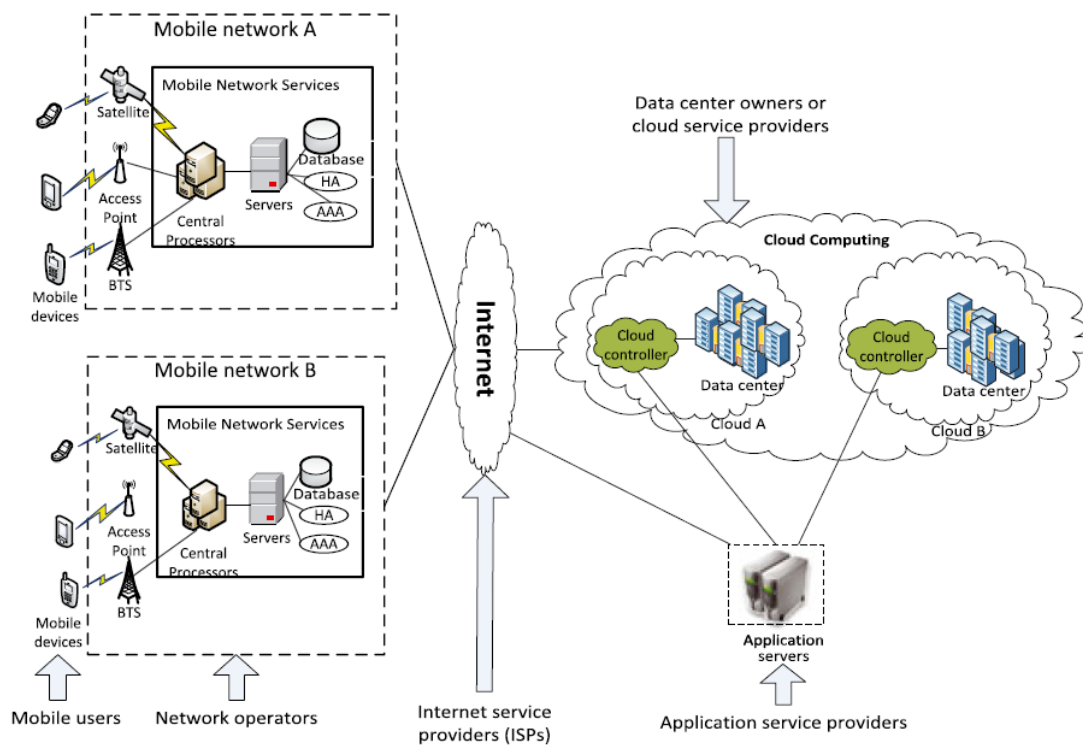 Mobile network A
Mobile Network Services
Satellite
Database
HA
Access
Point
Servers
AAA
Central
Processors
BTS
Mobile
devices
Mobile network B
Mobile Network Services
Satellite
Database
Access
Point
HA
Servers
AAA
Central
Processors
BTS
Mobile
devices
Mobile users
Network operators
Internet
Internet service
providers (ISPs)
Data center owners or
cloud service providers
Cloud Computing
Cloud
controller
Data center
Cloud A
Cloud
controller
Data center
Cloud B
Application
servers
Application service providers